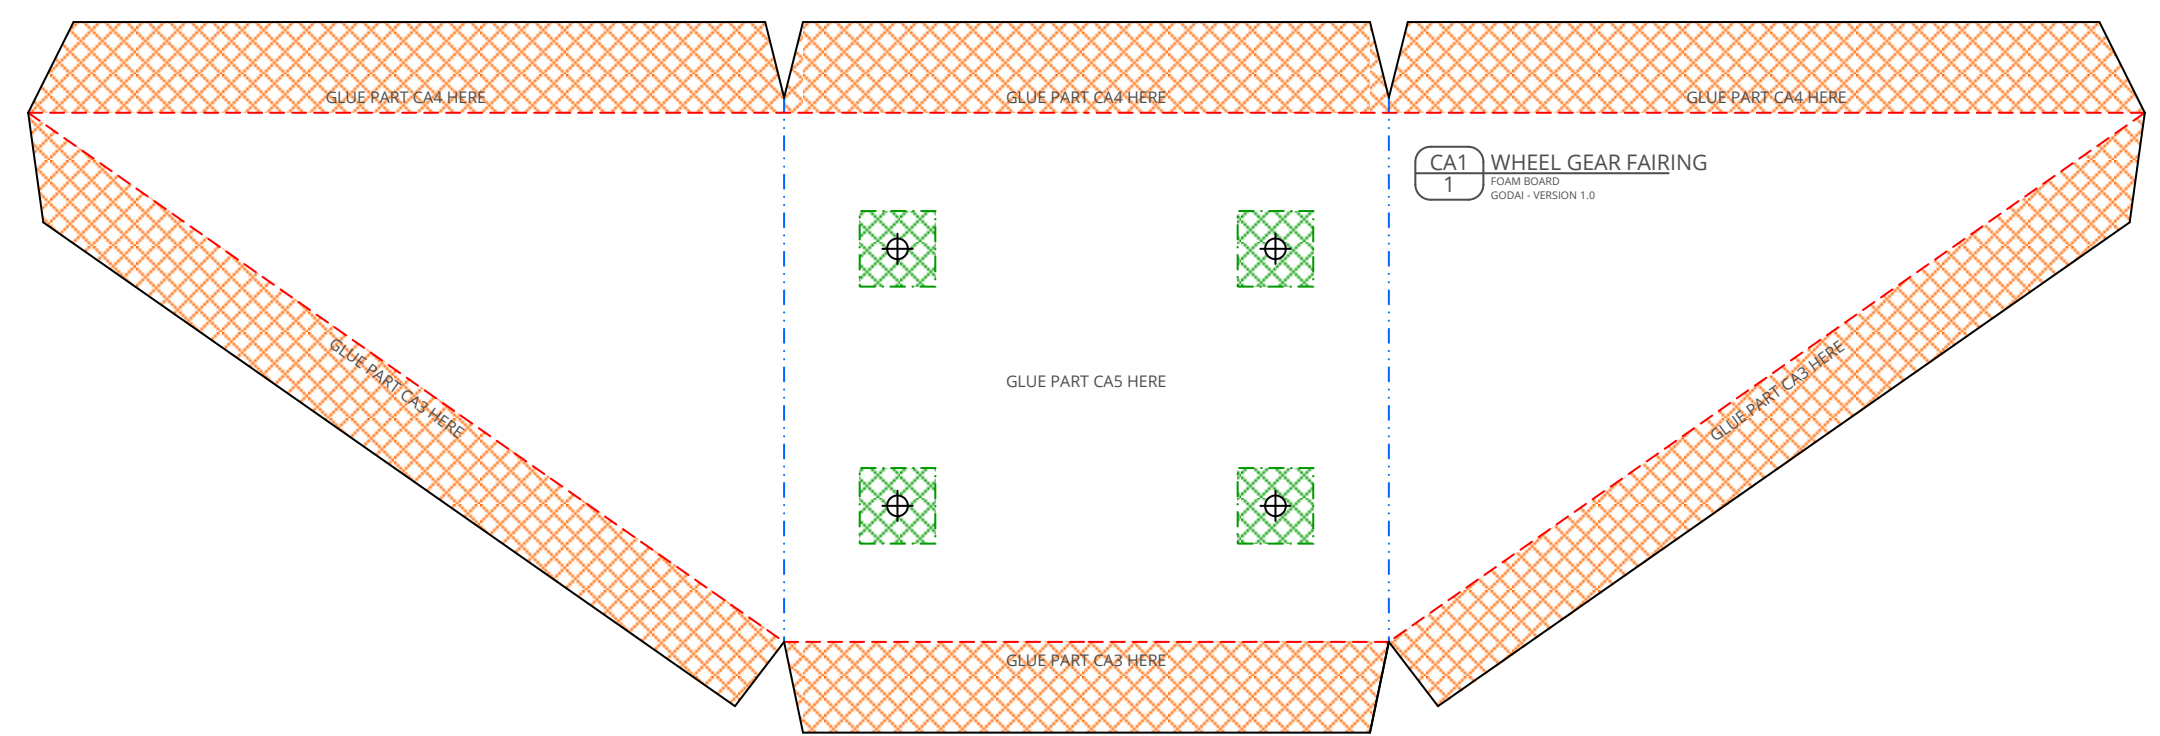 GLUE PART CA4 HERE
GLUE PART CA4 HERE
GLUE PART CA4 HERE
CA1
1
WHEEL GEAR FAIRING
FOAM BOARD
GODAI - VERSION 1.0
GLUE PART CA3 HERE
GLUE PART CA5 HERE
GLUE PART CA3 HERE
GLUE PART CA3 HERE